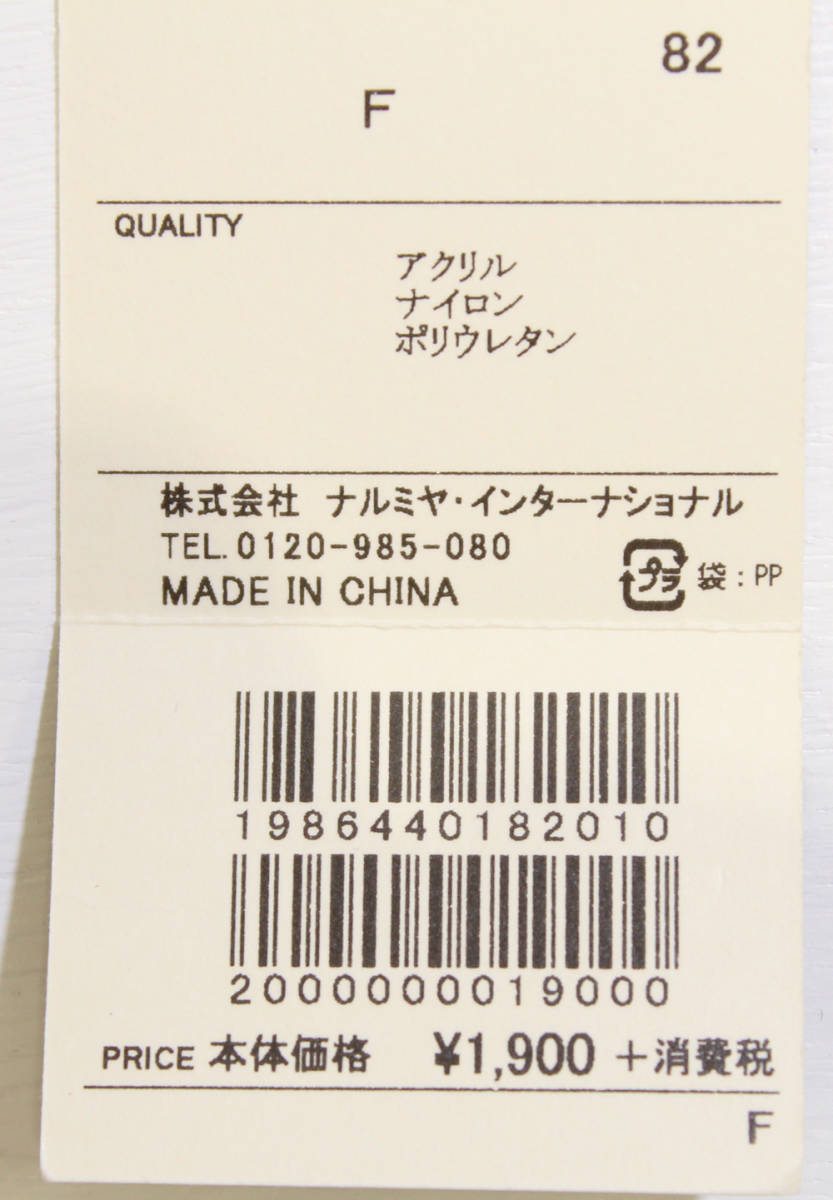 82
F
QUALITY
アクリル
ナイロン
ポリウレタン
株式会社 ナルミヤ・インターナショナル
TEL. 0120-985-080
MADE IN CHINA
プラ 袋 : PP
1986440182010
2000000019000
PRICE 本体価格 ¥1,900 +消費税
F